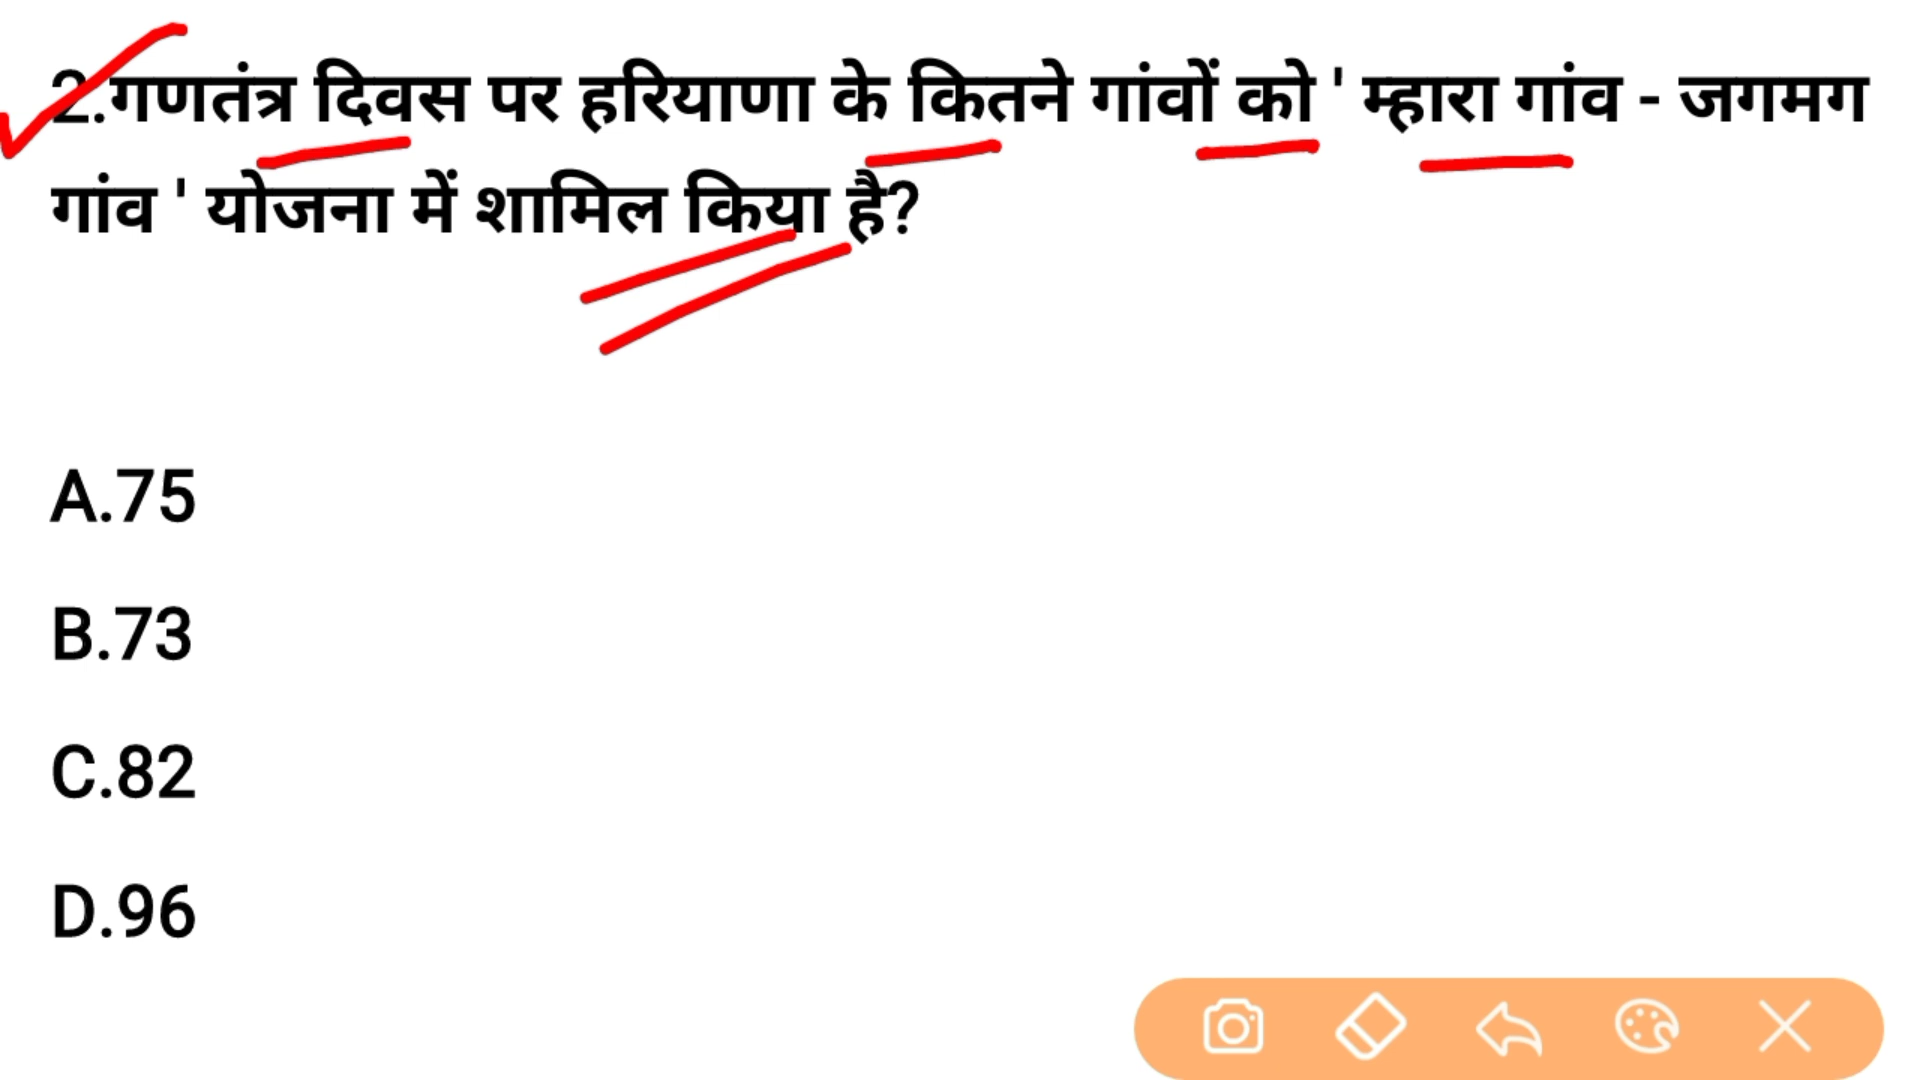 2.गणतंत्र दिवस पर हरियाणा के कितने गांवों को ' म्हारा गांव - जगमग
गांव ' योजना में शामिल किया है?
A.75
B.73
C.82
D.96